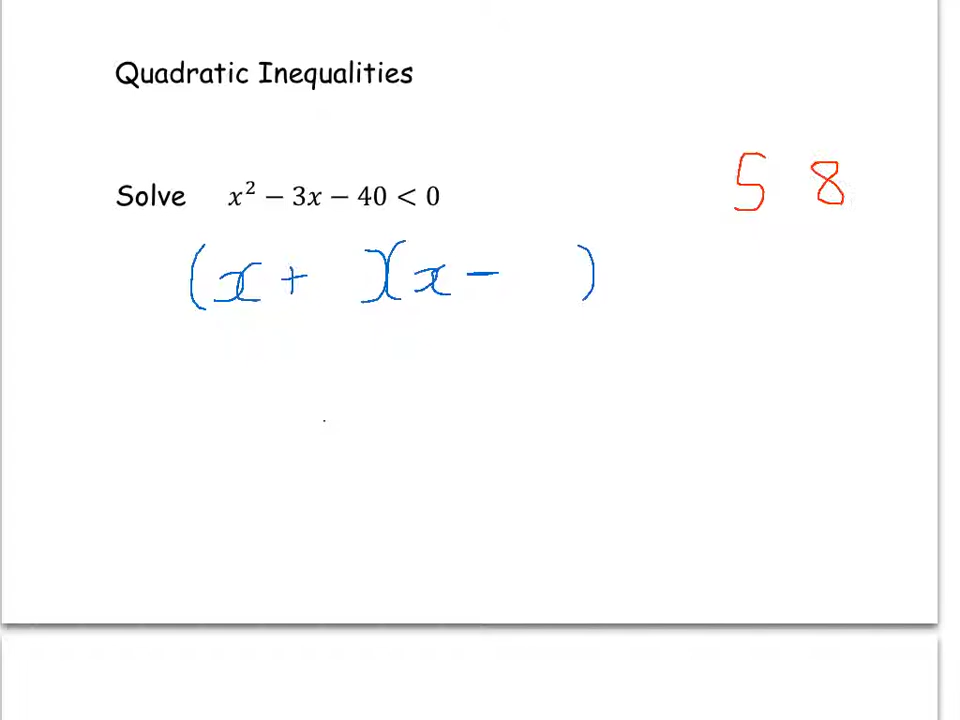 Quadratic Inequalities
Solve x² − 3x − 40 < 0
5 8
(x + )(x − )